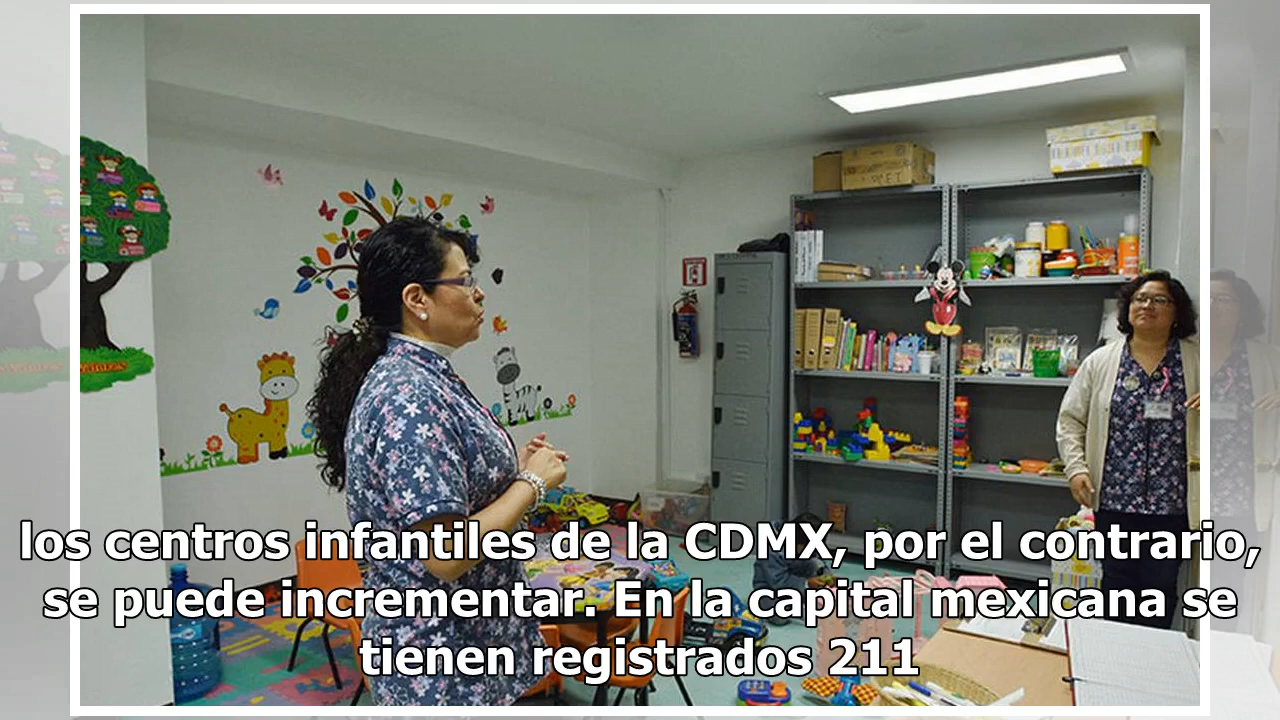 los centros infantiles de la CDMX, por el contrario,
se puede incrementar. En la capital mexicana se
tienen registrados 211